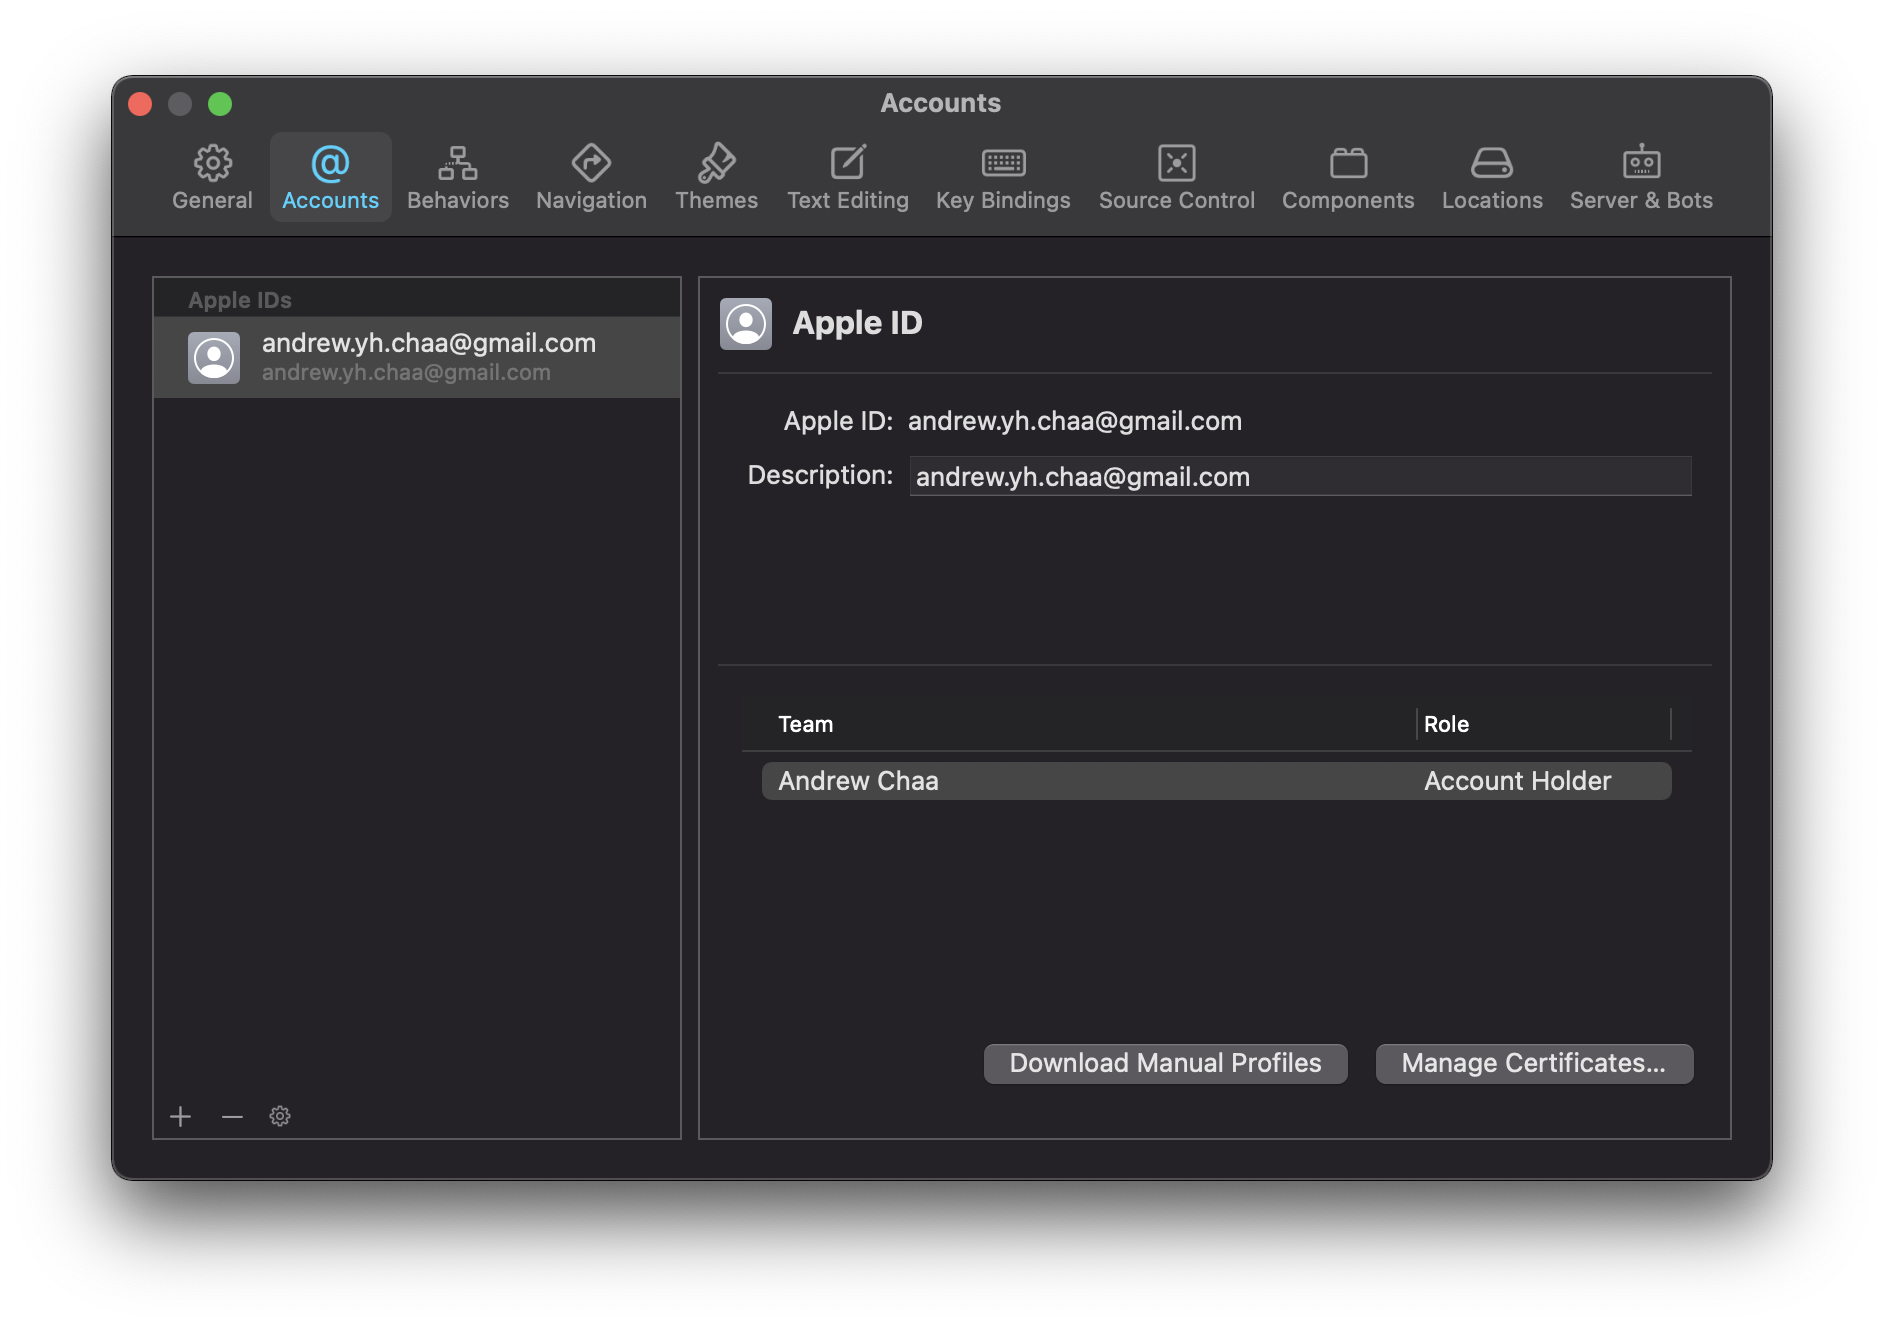 Accounts
General
Accounts
Behaviors
Navigation
Themes
Text Editing
Key Bindings
Source Control
Components
Locations
Server & Bots
Apple IDs
andrew.yh.chaa@gmail.com
andrew.yh.chaa@gmail.com
Apple ID
Apple ID: andrew.yh.chaa@gmail.com
Description: andrew.yh.chaa@gmail.com
Team Role
Andrew Chaa Account Holder
Download Manual Profiles Manage Certificates...